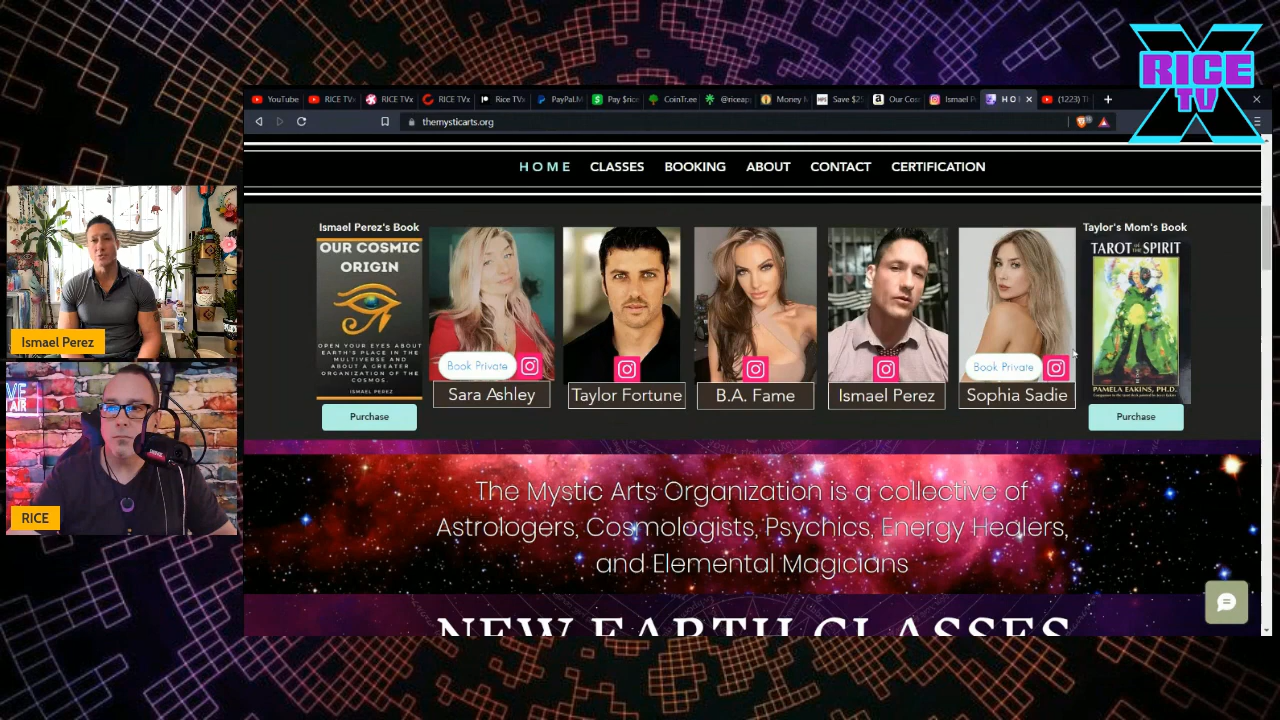 X
RICE
TV
YouTube
RICE TVx
RICE TVx
RICE TVx
Rice TVx
PayPal.M
Pay $rice
CoinTree
@riceap
Money M
Save $25
Our Cos
Ismael P
H O
(1223) T
themysticarts.org
H O M E
CLASSES
BOOKING
ABOUT
CONTACT
CERTIFICATION
Ismael Perez's Book
Taylor's Mom's Book
OUR COSMIC
ORIGIN
OPEN YOUR EYES ABOUT
EARTH'S PLACE IN THE
MULTIVERSE AND
ABOUT A GREATER
ORGANIZATION OF THE
COSMOS.
ISMAEL PEREZ
Purchase
Book Private
Sara Ashley
Taylor Fortune
B.A. Fame
Ismael Perez
Book Private
Sophia Sadie
TAROT OF THE SPIRIT
PAMELA EAKINS, PH.D.
Purchase
The Mystic Arts Organization is a collective of
Astrologers, Cosmologists, Psychics, Energy Healers,
and Elemental Magicians
NEW EARTH CLASSES
Ismael Perez
RICE